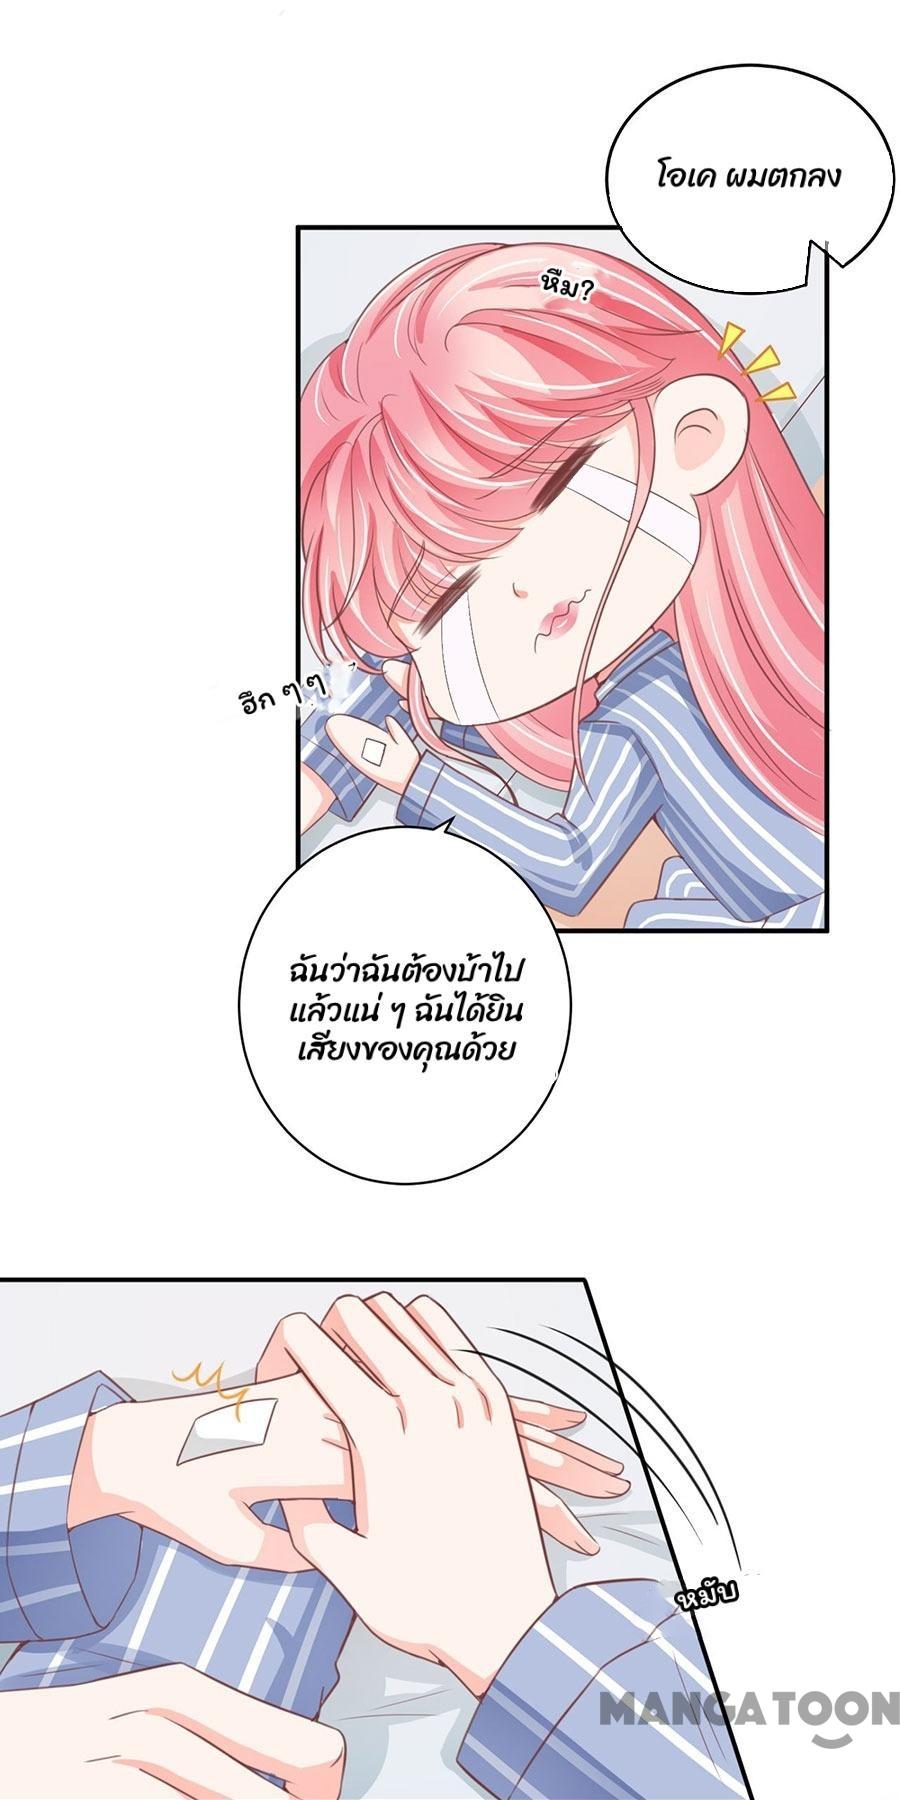 โอเค ผมตกลง
หืม?
ฮึก ๆ ๆ
ฉันว่าฉันต้องบ้าไป
แล้วแน่ ๆ ฉันได้ยิน
เสียงของคุณด้วย
หมับ
MANGATOON